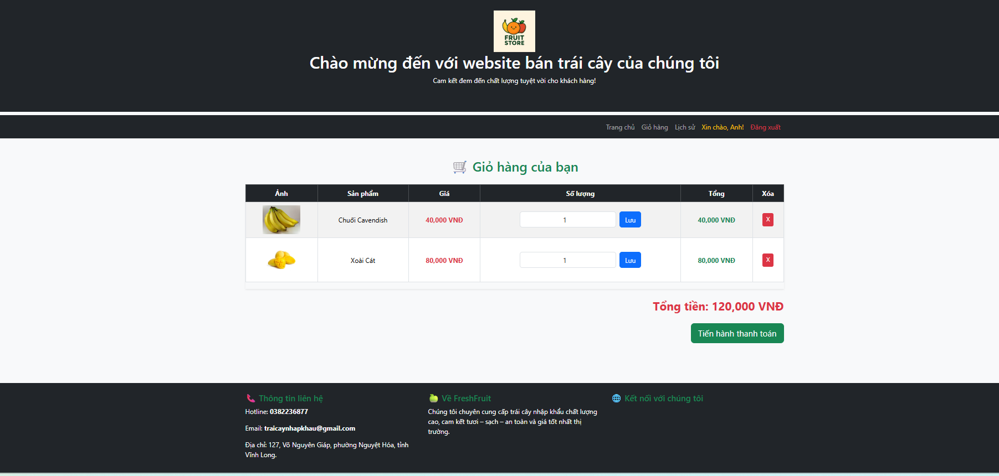 FRUIT
STORE
Chào mừng đến với website bán trái cây của chúng tôi
Cam kết đem đến chất lượng tuyệt vời cho khách hàng!
Trang chủ Giỏ hàng Lịch sử Xin chào, Anh! Đăng xuất
Giỏ hàng của bạn
Ảnh Sản phẩm Giá Số lượng Tổng Xóa
Chuối Cavendish 40,000 VNĐ 1 Lưu 40,000 VNĐ X
Xoài Cát 80,000 VNĐ 1 Lưu 80,000 VNĐ X
Tổng tiền: 120,000 VNĐ
Tiến hành thanh toán
Thông tin liên hệ
Hotline: 0382236877
Email: traicaynhapkhau@gmail.com
Địa chỉ: 127, Võ Nguyên Giáp, phường Nguyệt Hóa, tỉnh
Vĩnh Long.
Về FreshFruit
Chúng tôi chuyên cung cấp trái cây nhập khẩu chất lượng
cao, cam kết tươi – sạch – an toàn và giá tốt nhất thị
trường.
Kết nối với chúng tôi